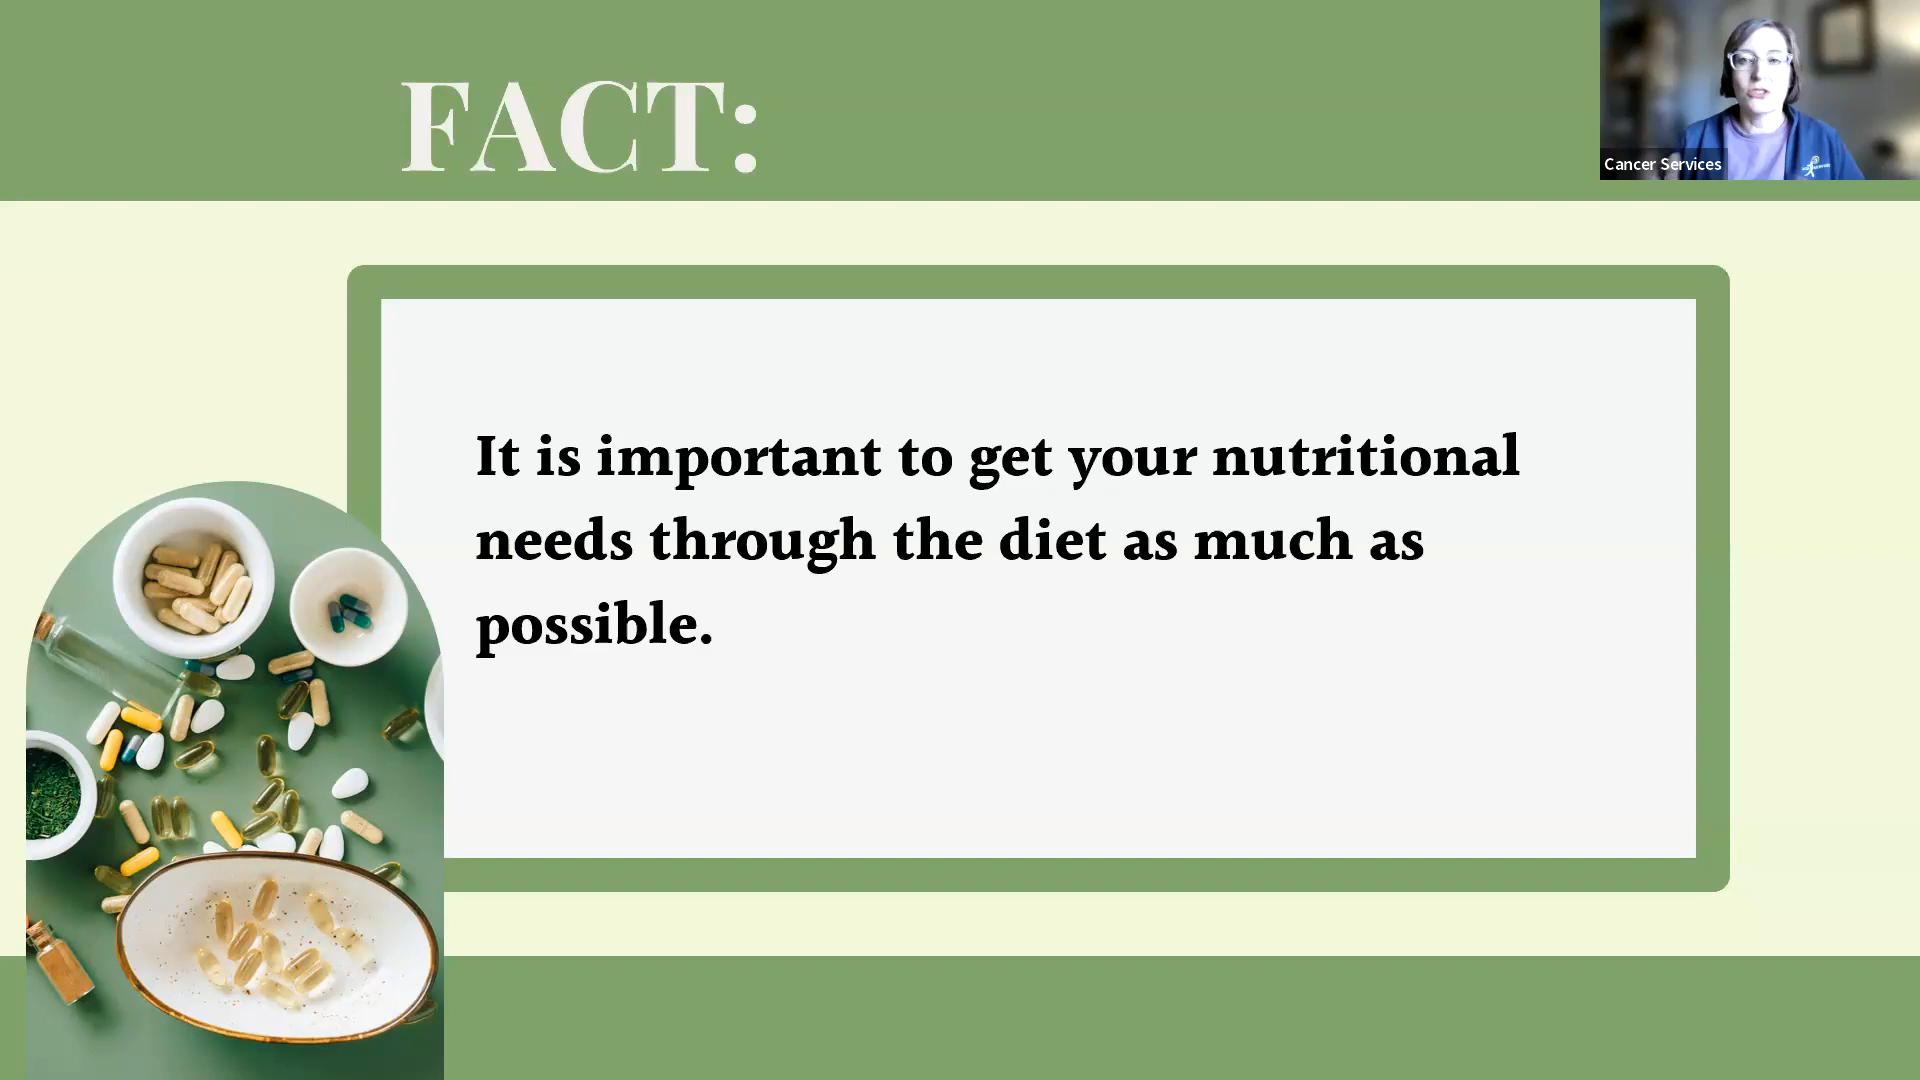 FACT:
Cancer Services
It is important to get your nutritional
needs through the diet as much as
possible.